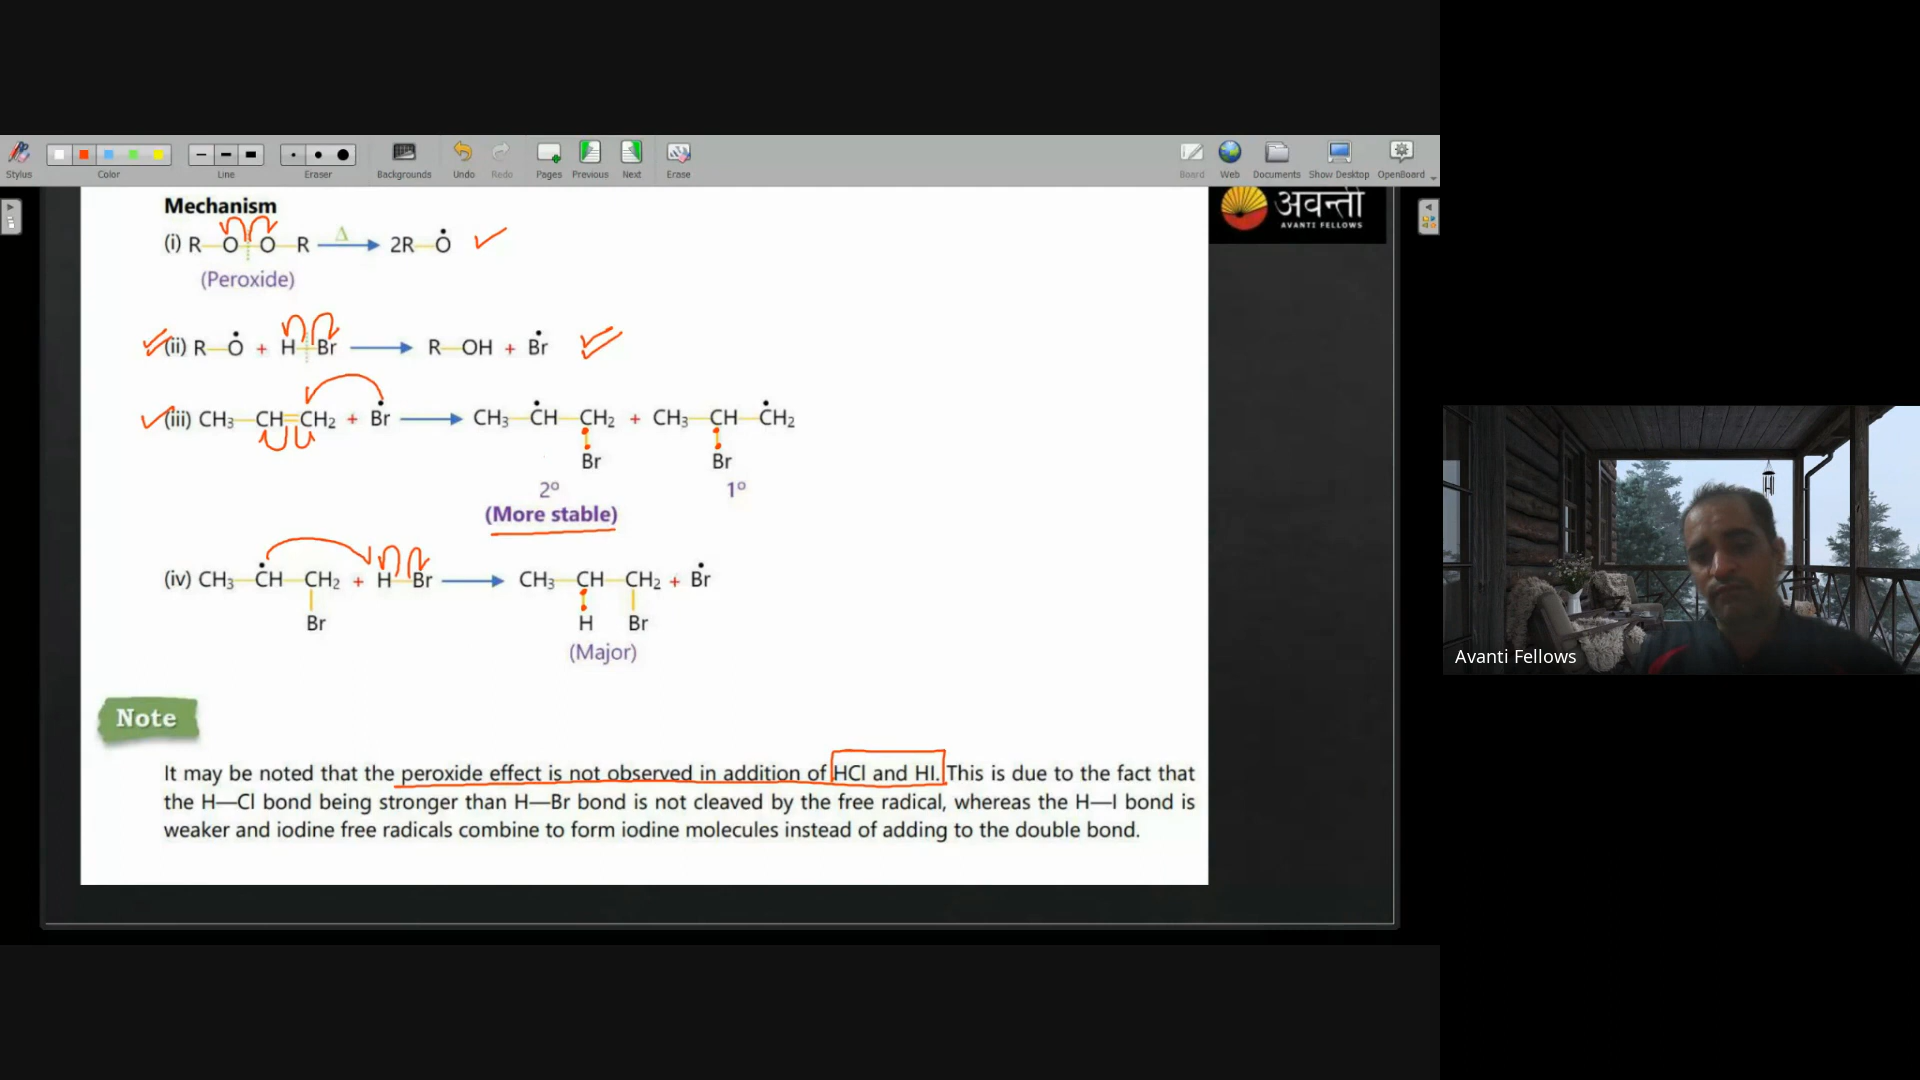 Stylus Color Line Eraser Backgrounds Undo Redo Pages Previous Next Erase Board Web Documents Show Desktop OpenBoard
अवन्ती
AVANTI FELLOWS
Mechanism
(i) R—O—O—R Δ→ 2R—Ȯ
(Peroxide)
(ii) R—Ȯ + H—Br → R—OH + Ḃr
(iii) CH₃—CH=CH₂ + Ḃr → CH₃—ĊH—CH₂ + CH₃—CH—ĊH₂
Br Br
2° 1°
(More stable)
(iv) CH₃—ĊH—CH₂ + H—Br → CH₃—CH—CH₂ + Ḃr
Br H Br
(Major)
Note
It may be noted that the peroxide effect is not observed in addition of HCl and HI. This is due to the fact that
the H—Cl bond being stronger than H—Br bond is not cleaved by the free radical, whereas the H—I bond is
weaker and iodine free radicals combine to form iodine molecules instead of adding to the double bond.
Avanti Fellows